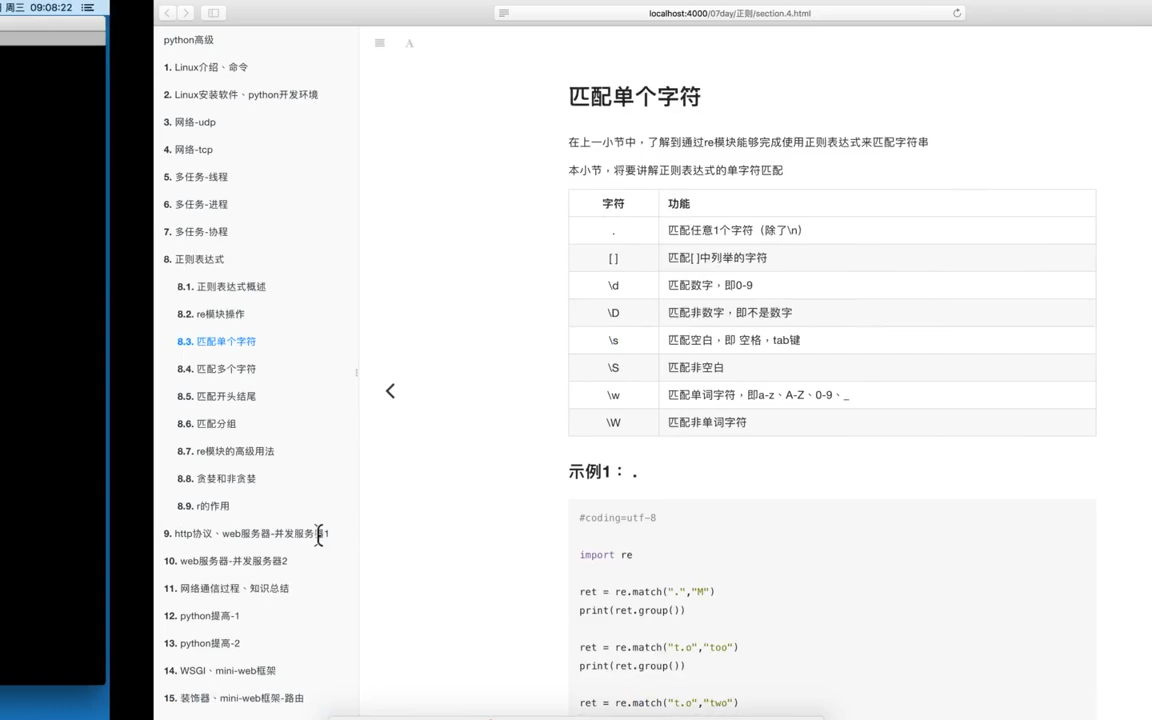 周三 09:08:22
localhost:4000/07day/正则/section.4.html
python高级
1. Linux介绍、命令
2. Linux安装软件、python开发环境
3. 网络-udp
4. 网络-tcp
5. 多任务-线程
6. 多任务-进程
7. 多任务-协程
8. 正则表达式
8.1. 正则表达式概述
8.2. re模块操作
8.3. 匹配单个字符
8.4. 匹配多个字符
8.5. 匹配开头结尾
8.6. 匹配分组
8.7. re模块的高级用法
8.8. 贪婪和非贪婪
8.9. r的作用
9. http协议、web服务器-并发服务器1
10. web服务器-并发服务器2
11. 网络通信过程、知识总结
12. python提高-1
13. python提高-2
14. WSGI、mini-web框架
15. 装饰器、mini-web框架-路由
A
匹配单个字符
在上一小节中，了解到通过re模块能够完成使用正则表达式来匹配字符串
本小节，将要讲解正则表达式的单字符匹配
字符 功能
. 匹配任意1个字符（除了\n）
[ ] 匹配[ ]中列举的字符
\d 匹配数字，即0-9
\D 匹配非数字，即不是数字
\s 匹配空白，即 空格，tab键
\S 匹配非空白
\w 匹配单词字符，即a-z、A-Z、0-9、_
\W 匹配非单词字符
示例1： .
#coding=utf-8
import re
ret = re.match(".","M")
print(ret.group())
ret = re.match("t.o","too")
print(ret.group())
ret = re.match("t.o","two")